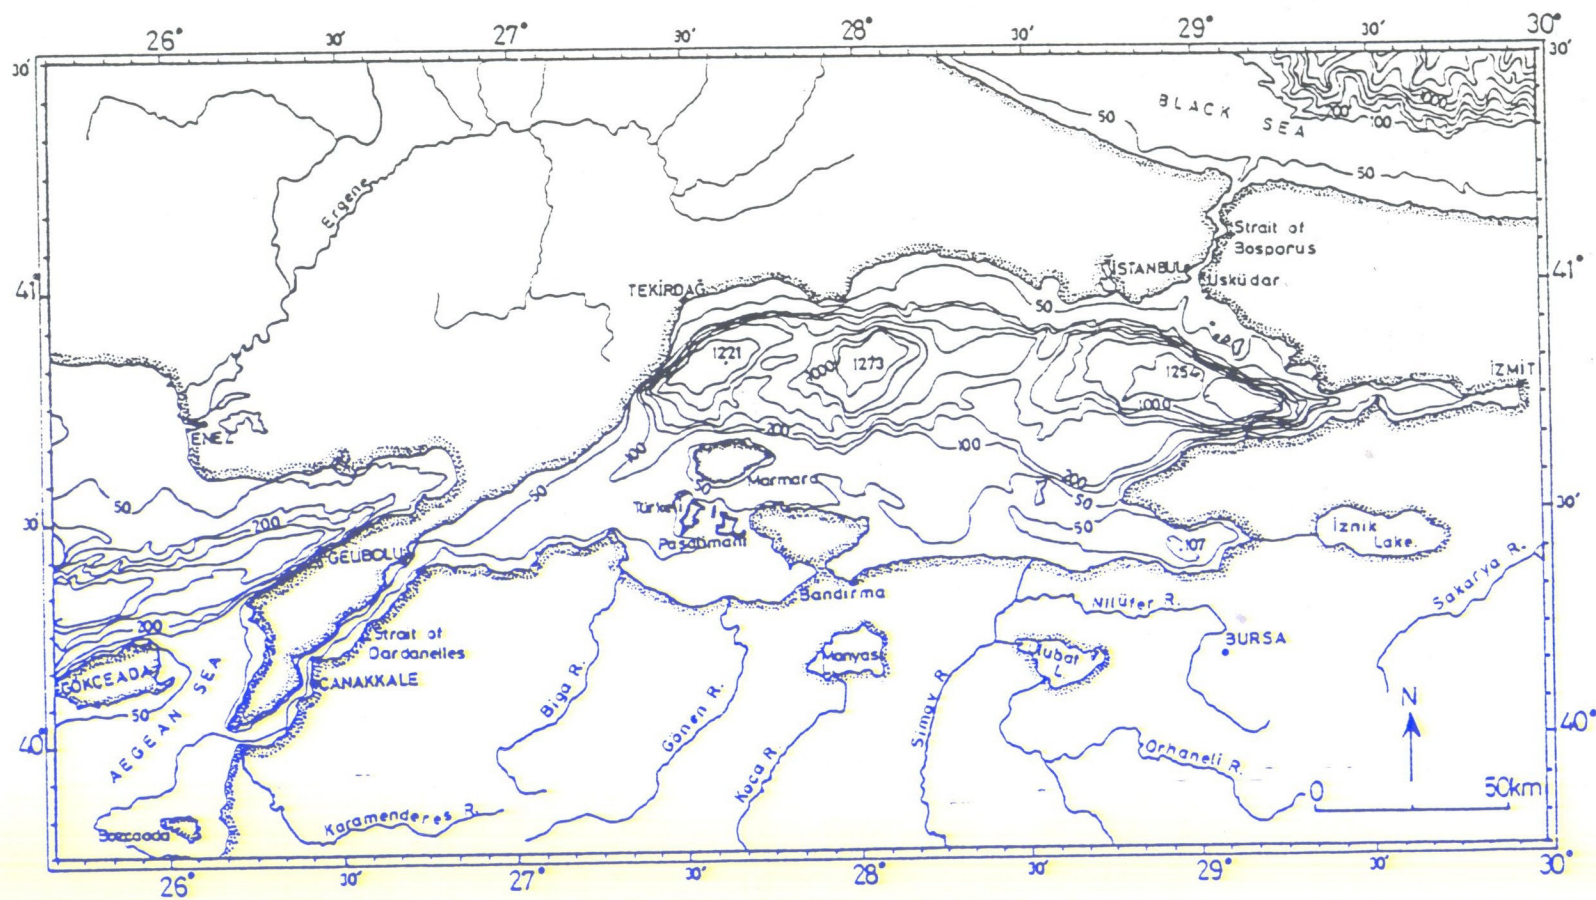 26° 30' 27° 30' 28° 30' 29° 30' 30°
30' 30'
BLACK SEA
50
1000
200 100
50
Ergene
Strait of
Bosporus
İSTANBUL
Üsküdar
41° 41°
TEKİRDAĞ
50
1221
1000 1273
1254
1000
İZMİT
ENEZ
200
100
100
200
Marmara
50
50
50
50
50
200
30 30'
Türkeli
Paşalimanı
107
İznik
Lake
GELİBOLU
Bandırma
Nilüfer R.
Sakarya R.
200
Strait of
Dardanelles
BURSA
Manyas
L.
GÖKÇEADA
ÇANAKKALE
50
AEGEAN SEA
Biga R.
Gönen R.
Koca R.
Simav R.
Orhaneli R.
N
40° 40°
0 50km
Karamenderes R.
Bozcaada
26° 30' 27° 30' 28° 30' 29° 30' 30°